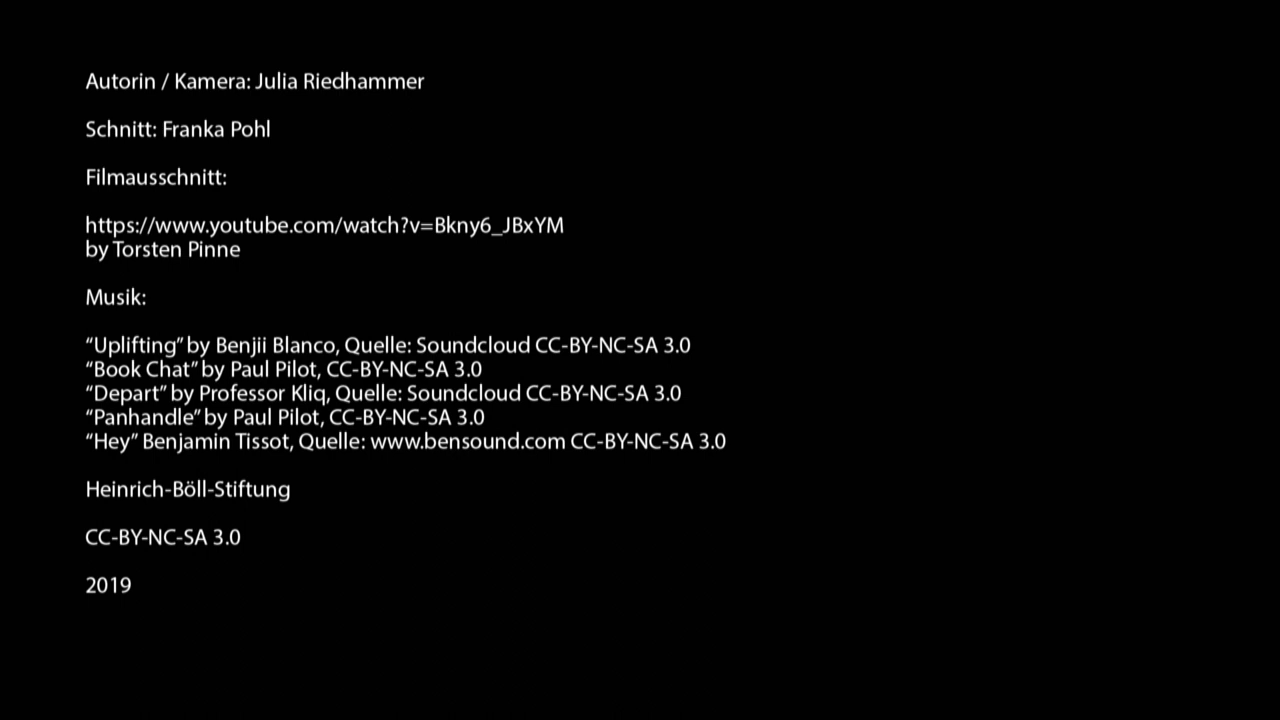 Autorin / Kamera: Julia Riedhammer
Schnitt: Franka Pohl
Filmausschnitt:
https://www.youtube.com/watch?v=Bkny6_JBxYM
by Torsten Pinne
Musik:
“Uplifting” by Benjii Blanco, Quelle: Soundcloud CC-BY-NC-SA 3.0
“Book Chat” by Paul Pilot, CC-BY-NC-SA 3.0
“Depart” by Professor Kliq, Quelle: Soundcloud CC-BY-NC-SA 3.0
“Panhandle” by Paul Pilot, CC-BY-NC-SA 3.0
“Hey” Benjamin Tissot, Quelle: www.bensound.com CC-BY-NC-SA 3.0
Heinrich-Böll-Stiftung
CC-BY-NC-SA 3.0
2019